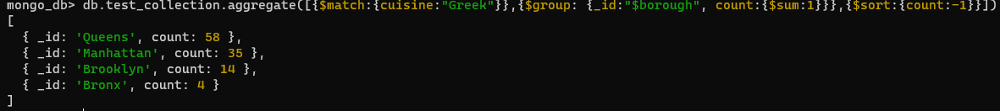 mongo_db> db.test_collection.aggregate([{$match:{cuisine:"Greek"}},{$group: {_id:"$borough", count:{$sum:1}}},{$sort:{count:-1}}])
[
  { _id: 'Queens', count: 58 },
  { _id: 'Manhattan', count: 35 },
  { _id: 'Brooklyn', count: 14 },
  { _id: 'Bronx', count: 4 }
]